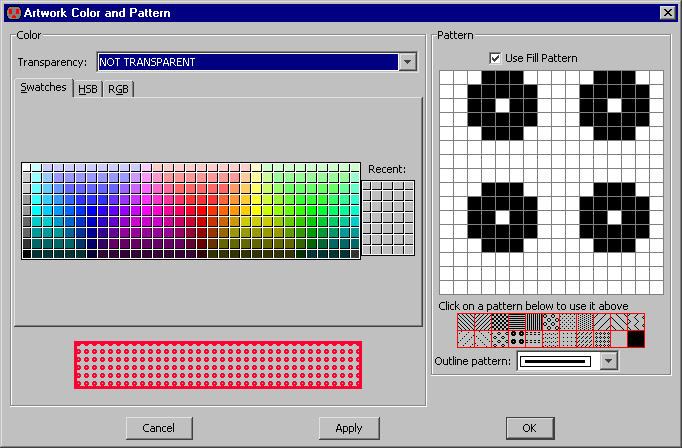 Artwork Color and Pattern
Color
Transparency: NOT TRANSPARENT
Swatches HSB RGB
Recent:
Pattern
Use Fill Pattern
Click on a pattern below to use it above
Outline pattern:
Cancel Apply OK